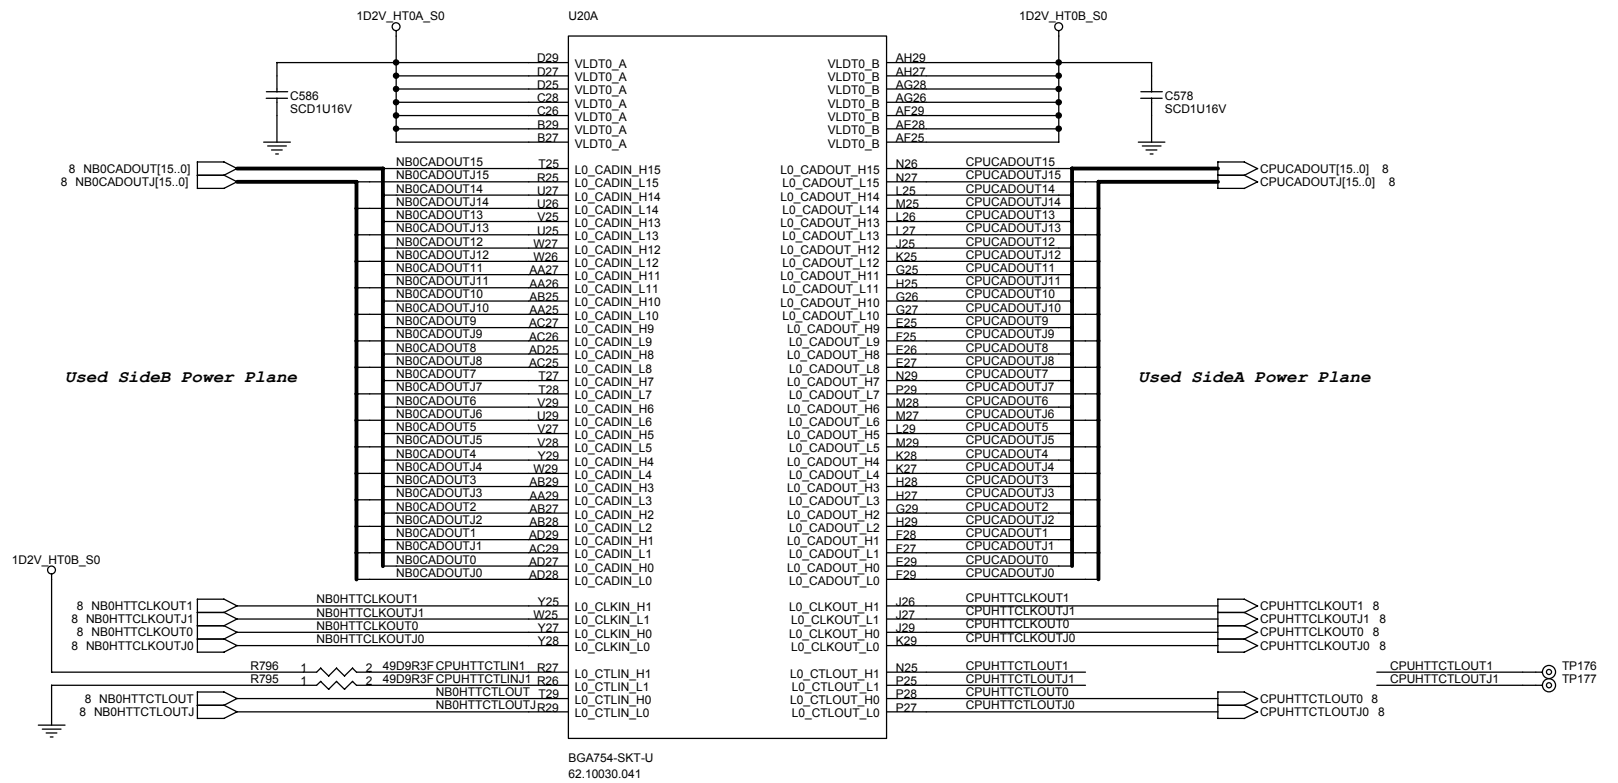 1D2V_HT0A_S0
U20A
1D2V_HT0B_S0
C586
SCD1U16V
C578
SCD1U16V
D29 VLDT0_A VLDT0_B AH29
D27 VLDT0_A VLDT0_B AH27
D25 VLDT0_A VLDT0_B AG28
C28 VLDT0_A VLDT0_B AG26
C26 VLDT0_A VLDT0_B AF29
B29 VLDT0_A VLDT0_B AE28
B27 VLDT0_A VLDT0_B AF25
8 NB0CADOUT[15..0]
8 NB0CADOUTJ[15..0]
CPUCADOUT[15..0] 8
CPUCADOUTJ[15..0] 8
NB0CADOUT15 T25 L0_CADIN_H15 L0_CADOUT_H15 N26 CPUCADOUT15
NB0CADOUTJ15 R25 L0_CADIN_L15 L0_CADOUT_L15 N27 CPUCADOUTJ15
NB0CADOUT14 U27 L0_CADIN_H14 L0_CADOUT_H14 L25 CPUCADOUT14
NB0CADOUTJ14 U26 L0_CADIN_L14 L0_CADOUT_L14 M25 CPUCADOUTJ14
NB0CADOUT13 V25 L0_CADIN_H13 L0_CADOUT_H13 L26 CPUCADOUT13
NB0CADOUTJ13 U25 L0_CADIN_L13 L0_CADOUT_L13 L27 CPUCADOUTJ13
NB0CADOUT12 W27 L0_CADIN_H12 L0_CADOUT_H12 J25 CPUCADOUT12
NB0CADOUTJ12 W26 L0_CADIN_L12 L0_CADOUT_L12 K25 CPUCADOUTJ12
NB0CADOUT11 AA27 L0_CADIN_H11 L0_CADOUT_H11 G25 CPUCADOUT11
NB0CADOUTJ11 AA26 L0_CADIN_L11 L0_CADOUT_L11 H25 CPUCADOUTJ11
NB0CADOUT10 AB25 L0_CADIN_H10 L0_CADOUT_H10 G26 CPUCADOUT10
NB0CADOUTJ10 AA25 L0_CADIN_L10 L0_CADOUT_L10 G27 CPUCADOUTJ10
NB0CADOUT9 AC27 L0_CADIN_H9 L0_CADOUT_H9 E25 CPUCADOUT9
NB0CADOUTJ9 AC26 L0_CADIN_L9 L0_CADOUT_L9 F25 CPUCADOUTJ9
NB0CADOUT8 AD25 L0_CADIN_H8 L0_CADOUT_H8 E26 CPUCADOUT8
NB0CADOUTJ8 AC25 L0_CADIN_L8 L0_CADOUT_L8 E27 CPUCADOUTJ8
NB0CADOUT7 T27 L0_CADIN_H7 L0_CADOUT_H7 N29 CPUCADOUT7
NB0CADOUTJ7 T28 L0_CADIN_L7 L0_CADOUT_L7 P29 CPUCADOUTJ7
NB0CADOUT6 V29 L0_CADIN_H6 L0_CADOUT_H6 M28 CPUCADOUT6
NB0CADOUTJ6 U29 L0_CADIN_L6 L0_CADOUT_L6 M27 CPUCADOUTJ6
NB0CADOUT5 V27 L0_CADIN_H5 L0_CADOUT_H5 L29 CPUCADOUT5
NB0CADOUTJ5 V28 L0_CADIN_L5 L0_CADOUT_L5 M29 CPUCADOUTJ5
NB0CADOUT4 Y29 L0_CADIN_H4 L0_CADOUT_H4 K28 CPUCADOUT4
NB0CADOUTJ4 W29 L0_CADIN_L4 L0_CADOUT_L4 K27 CPUCADOUTJ4
NB0CADOUT3 AB29 L0_CADIN_H3 L0_CADOUT_H3 H28 CPUCADOUT3
NB0CADOUTJ3 AA29 L0_CADIN_L3 L0_CADOUT_L3 H27 CPUCADOUTJ3
NB0CADOUT2 AB27 L0_CADIN_H2 L0_CADOUT_H2 G29 CPUCADOUT2
NB0CADOUTJ2 AB28 L0_CADIN_L2 L0_CADOUT_L2 H29 CPUCADOUTJ2
NB0CADOUT1 AD29 L0_CADIN_H1 L0_CADOUT_H1 F28 CPUCADOUT1
NB0CADOUTJ1 AC29 L0_CADIN_L1 L0_CADOUT_L1 F27 CPUCADOUTJ1
NB0CADOUT0 AD27 L0_CADIN_H0 L0_CADOUT_H0 E29 CPUCADOUT0
NB0CADOUTJ0 AD28 L0_CADIN_L0 L0_CADOUT_L0 F29 CPUCADOUTJ0
Used SideB Power Plane
Used SideA Power Plane
1D2V_HT0B_S0
8 NB0HTTCLKOUT1 NB0HTTCLKOUT1 Y25 L0_CLKIN_H1 L0_CLKOUT_H1 J26 CPUHTTCLKOUT1 CPUHTTCLKOUT1 8
8 NB0HTTCLKOUTJ1 NB0HTTCLKOUTJ1 W25 L0_CLKIN_L1 L0_CLKOUT_L1 J27 CPUHTTCLKOUTJ1 CPUHTTCLKOUTJ1 8
8 NB0HTTCLKOUT0 NB0HTTCLKOUT0 Y27 L0_CLKIN_H0 L0_CLKOUT_H0 J29 CPUHTTCLKOUT0 CPUHTTCLKOUT0 8
8 NB0HTTCLKOUTJ0 NB0HTTCLKOUTJ0 Y28 L0_CLKIN_L0 L0_CLKOUT_L0 K29 CPUHTTCLKOUTJ0 CPUHTTCLKOUTJ0 8
R796 1 2 49D9R3F CPUHTTCTLIN1 R27 L0_CTLIN_H1 L0_CTLOUT_H1 N25 CPUHTTCTLOUT1 CPUHTTCTLOUT1 TP176
R795 1 2 49D9R3F CPUHTTCTLINJ1 R26 L0_CTLIN_L1 L0_CTLOUT_L1 P25 CPUHTTCTLOUTJ1 CPUHTTCTLOUTJ1 TP177
8 NB0HTTCTLOUT NB0HTTCTLOUT T29 L0_CTLIN_H0 L0_CTLOUT_H0 P28 CPUHTTCTLOUT0 CPUHTTCTLOUT0 8
8 NB0HTTCTLOUTJ NB0HTTCTLOUTJ R29 L0_CTLIN_L0 L0_CTLOUT_L0 P27 CPUHTTCTLOUTJ0 CPUHTTCTLOUTJ0 8
BGA754-SKT-U
62.10030.041